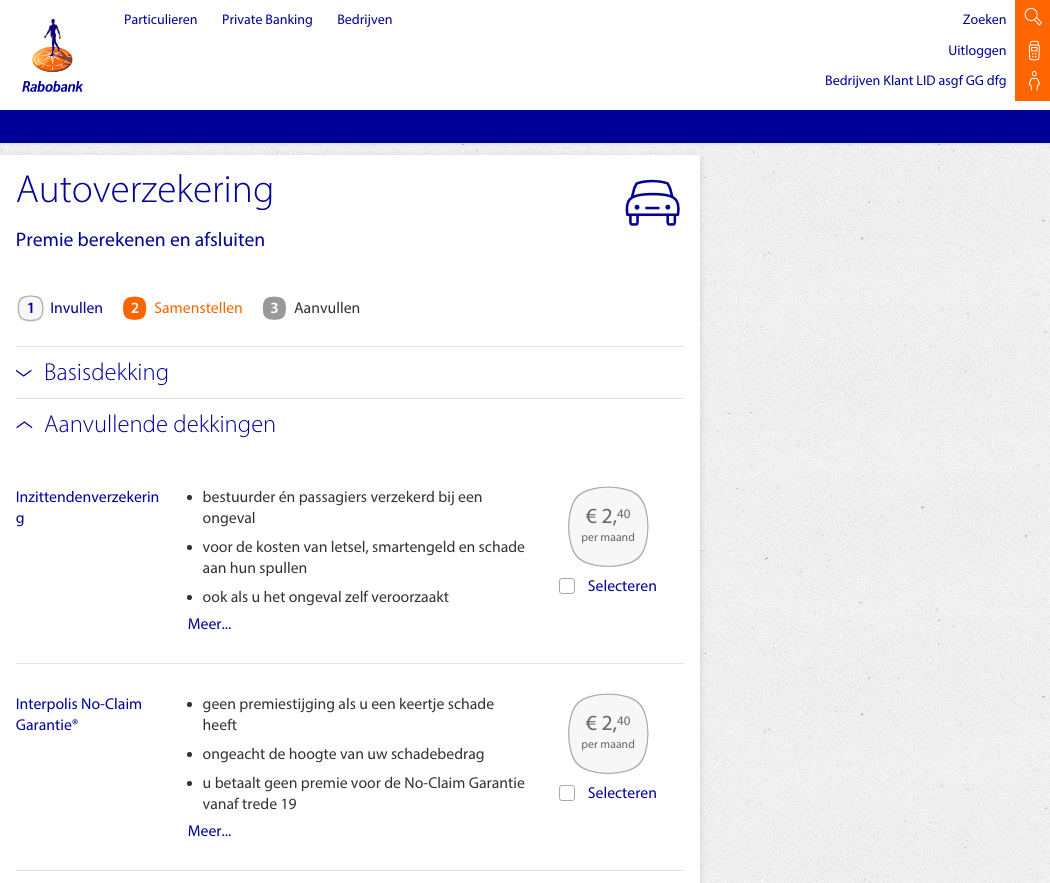 Particulieren Private Banking Bedrijven
Zoeken
Uitloggen
Bedrijven Klant LID asgf GG dfg
Rabobank
Autoverzekering
Premie berekenen en afsluiten
1 Invullen 2 Samenstellen 3 Aanvullen
Basisdekking
Aanvullende dekkingen
Inzittendenverzekerin
g
• bestuurder én passagiers verzekerd bij een
ongeval
• voor de kosten van letsel, smartengeld en schade
aan hun spullen
• ook als u het ongeval zelf veroorzaakt
Meer...
€ 2,40
per maand
Selecteren
Interpolis No-Claim
Garantie®
• geen premiestijging als u een keertje schade
heeft
• ongeacht de hoogte van uw schadebedrag
• u betaalt geen premie voor de No-Claim Garantie
vanaf trede 19
Meer...
€ 2,40
per maand
Selecteren